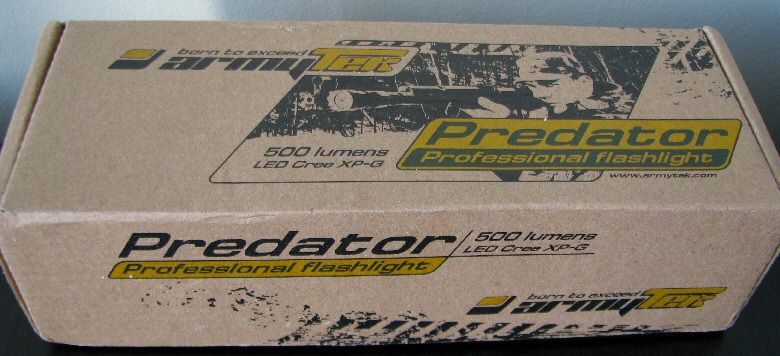 born to exceed
armytek
500 lumens
LED Cree XP-G
Predator
Professional flashlight
www.armytek.com
Predator
Professional flashlight
500 lumens
LED Cree XP-G
born to exceed
armytek